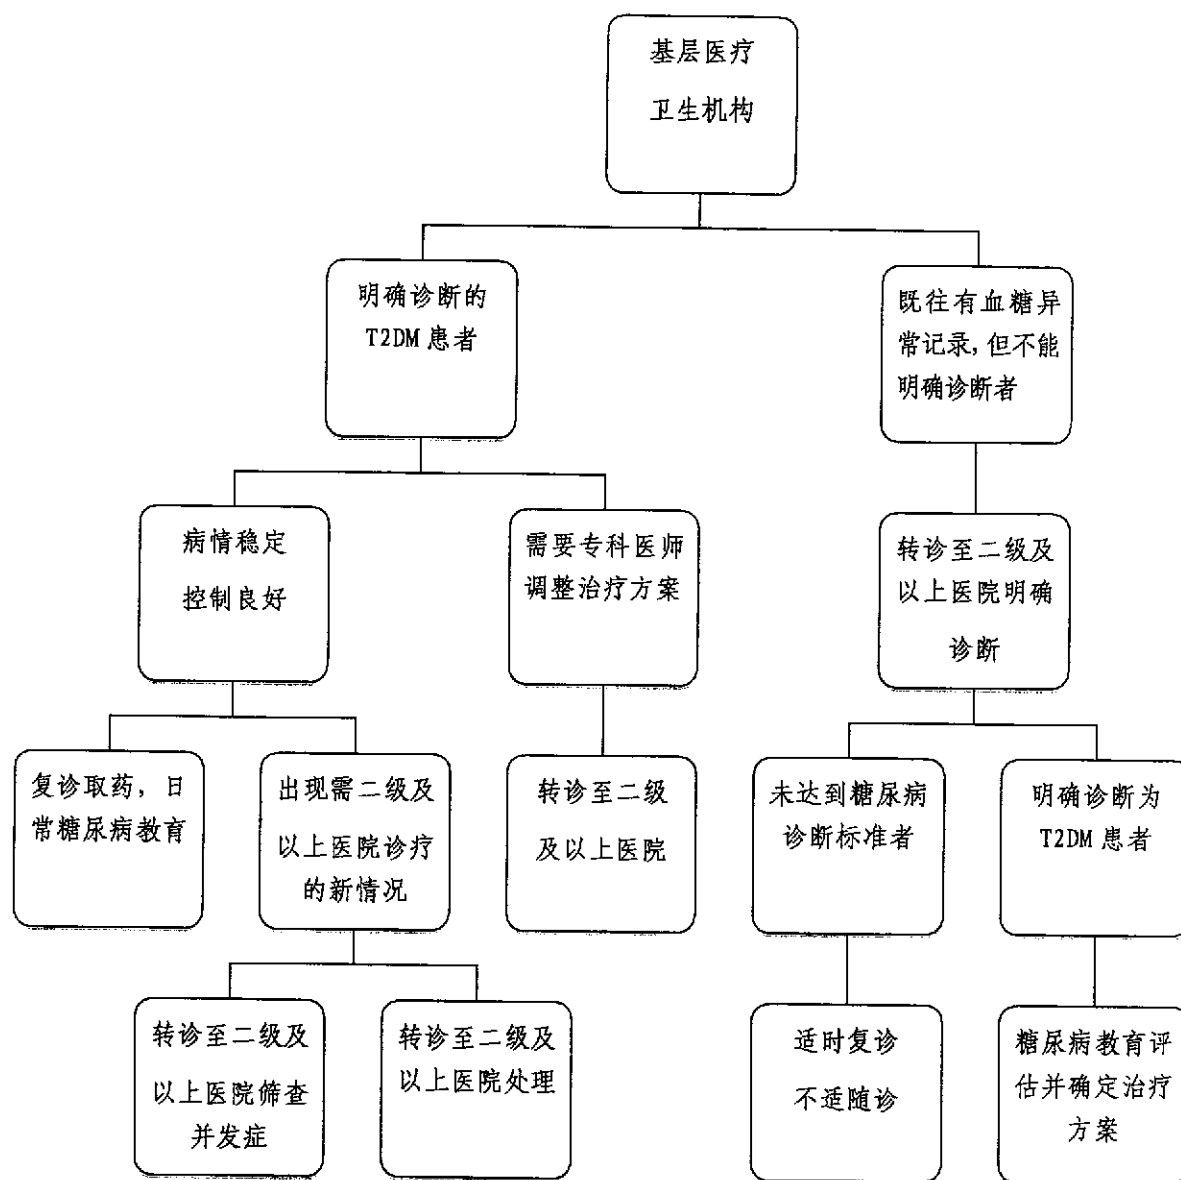 基层医疗
卫生机构
明确诊断的
T2DM 患者
既往有血糖异
常记录,但不能
明确诊断者
病情稳定
控制良好
需要专科医师
调整治疗方案
转诊至二级及
以上医院明确
诊断
复诊取药，日
常糖尿病教育
出现需二级及
以上医院诊疗
的新情况
转诊至二级
及以上医院
未达到糖尿病
诊断标准者
明确诊断为
T2DM 患者
转诊至二级及
以上医院筛查
并发症
转诊至二级及
以上医院处理
适时复诊
不适随诊
糖尿病教育评
估并确定治疗
方案